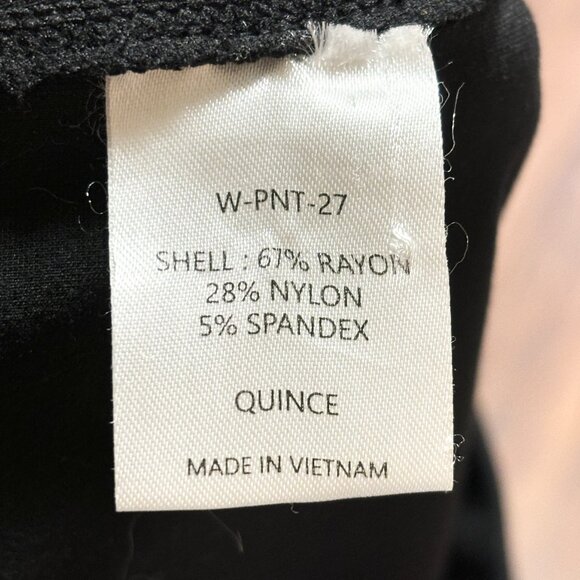 W-PNT-27
SHELL : 67% RAYON
28% NYLON
5% SPANDEX
QUINCE
MADE IN VIETNAM